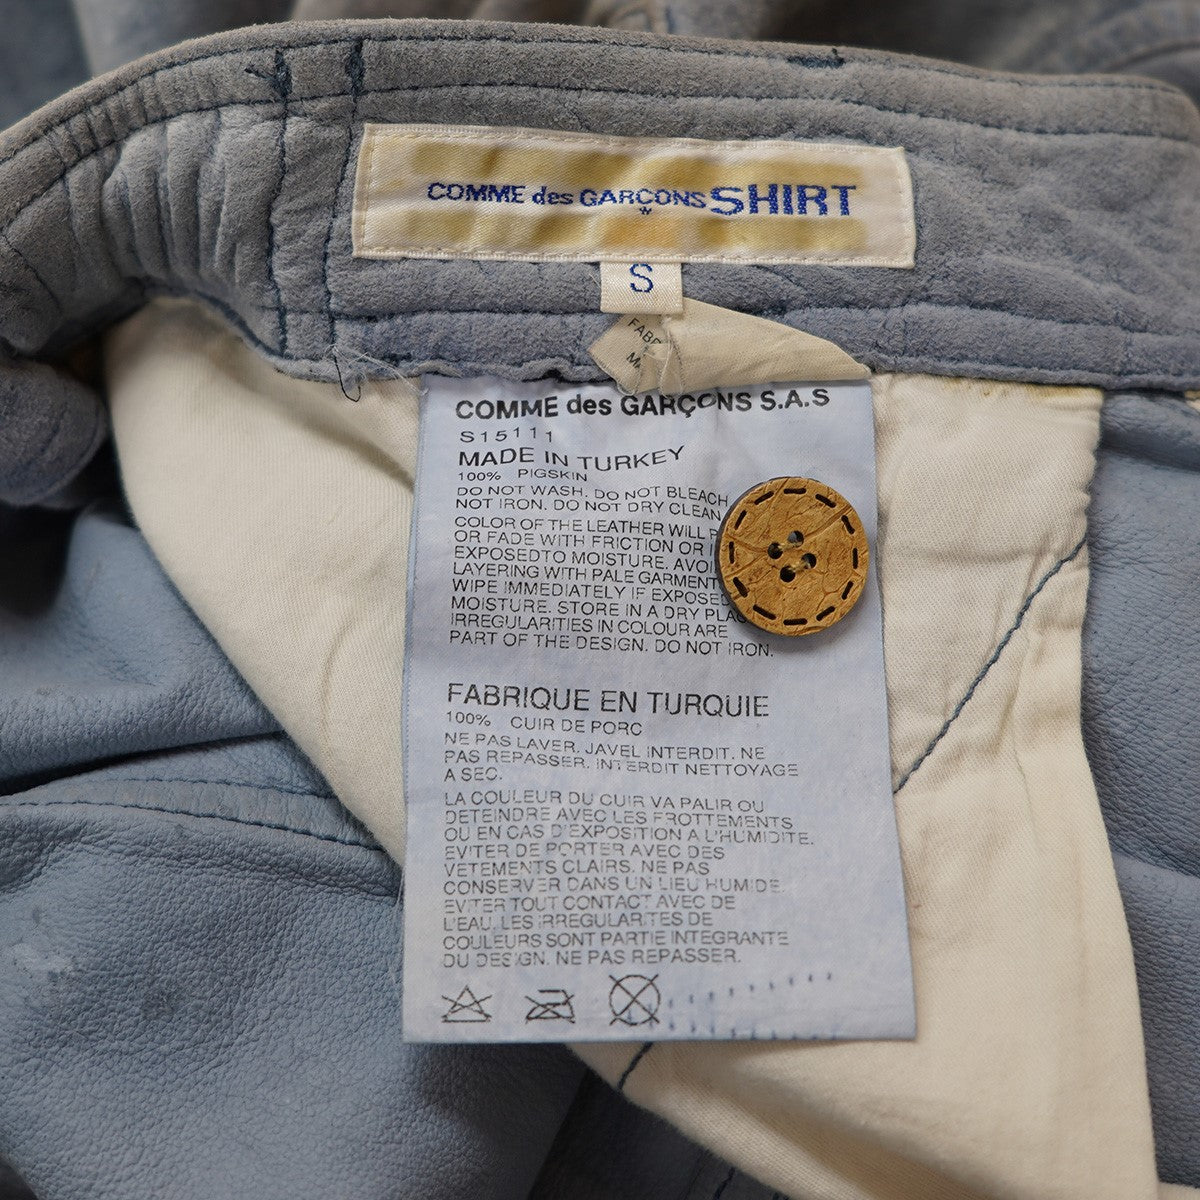 COMME des GARÇONS SHIRT
*
S
FABR
COMME des GARÇONS S.A.S
S15111
MADE IN TURKEY
100% PIGSKIN
DO NOT WASH. DO NOT BLEACH
NOT IRON. DO NOT DRY CLEAN
COLOR OF THE LEATHER WILL
OR FADE WITH FRICTION OR
EXPOSEDTO MOISTURE. AVOI
LAYERING WITH PALE GARMENT
WIPE IMMEDIATELY IF EXPOSED
MOISTURE. STORE IN A DRY PLAC
IRREGULARITIES IN COLOUR ARE
PART OF THE DESIGN. DO NOT IRON.
FABRIQUE EN TURQUIE
100% CUIR DE PORC
NE PAS LAVER. JAVEL INTERDIT. NE
PAS REPASSER. INTERDIT NETTOYAGE
A SEC.
LA COULEUR DU CUIR VA PALIR OU
DETEINDRE AVEC LES FROTTEMENTS
OU EN CAS D'EXPOSITION A L'HUMIDITE.
EVITER DE PORTER AVEC DES
VETEMENTS CLAIRS. NE PAS
CONSERVER DANS UN LIEU HUMIDE.
EVITER TOUT CONTACT AVEC DE
L'EAU. LES IRREGULARITES DE
COULEURS SONT PARTIE INTEGRANTE
DU DESIGN. NE PAS REPASSER.